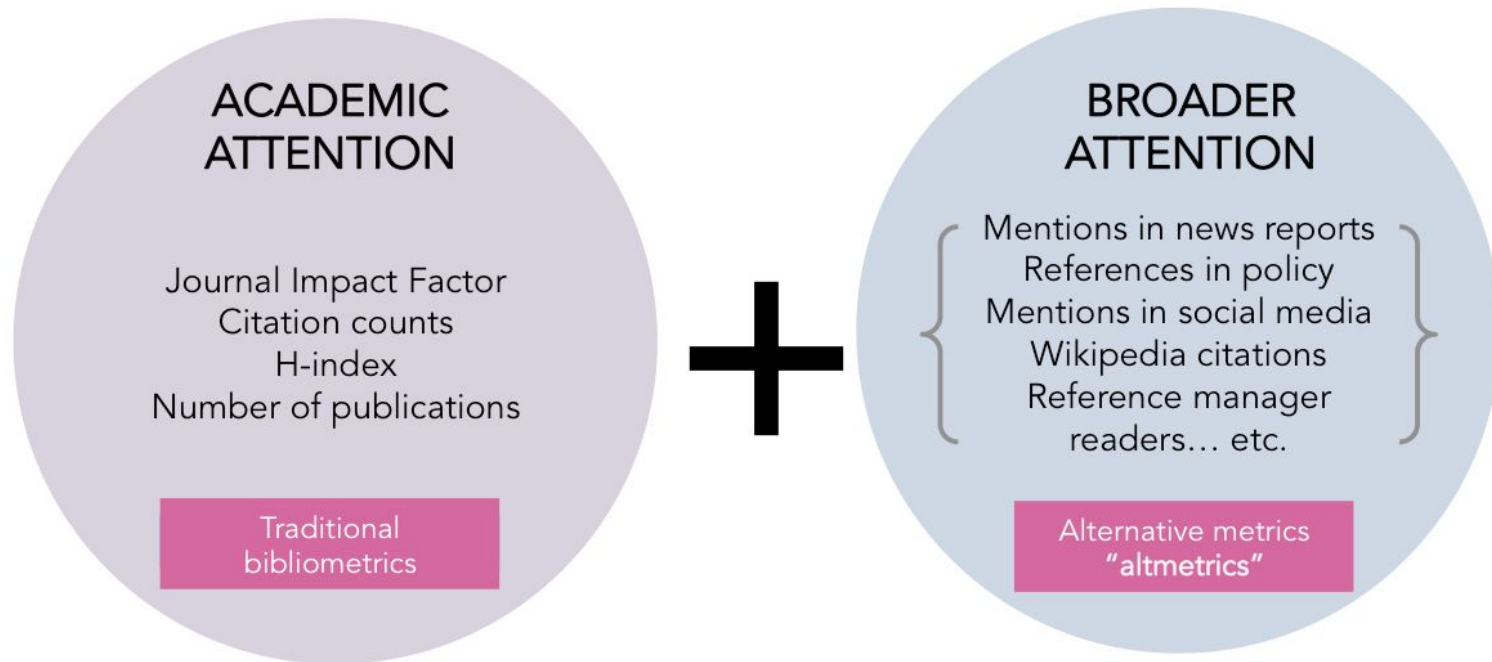 ACADEMIC
ATTENTION
Journal Impact Factor
Citation counts
H-index
Number of publications
Traditional
bibliometrics
BROADER
ATTENTION
Mentions in news reports
References in policy
Mentions in social media
Wikipedia citations
Reference manager
readers... etc.
Alternative metrics
"altmetrics"